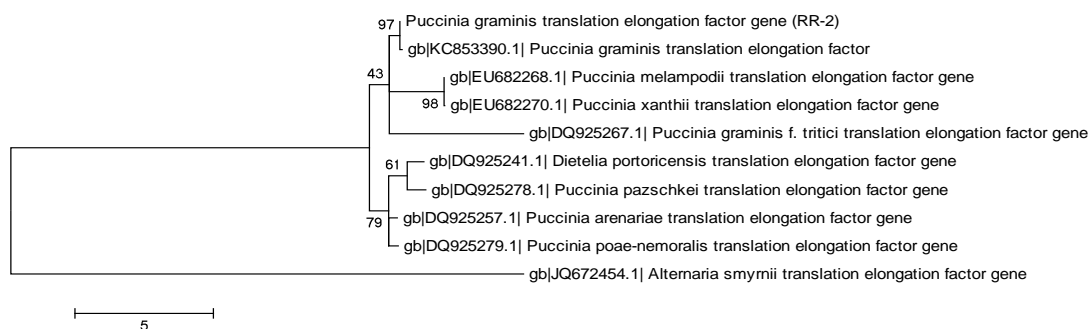 Puccinia graminis translation elongation factor gene (RR-2)
97
gb|KC853390.1| Puccinia graminis translation elongation factor
43
gb|EU682268.1| Puccinia melampodii translation elongation factor gene
98
gb|EU682270.1| Puccinia xanthii translation elongation factor gene
gb|DQ925267.1| Puccinia graminis f. tritici translation elongation factor gene
61
gb|DQ925241.1| Dietelia portoricensis translation elongation factor gene
gb|DQ925278.1| Puccinia pazschkei translation elongation factor gene
79
gb|DQ925257.1| Puccinia arenariae translation elongation factor gene
gb|DQ925279.1| Puccinia poae-nemoralis translation elongation factor gene
gb|JQ672454.1| Alternaria smyrnii translation elongation factor gene
5